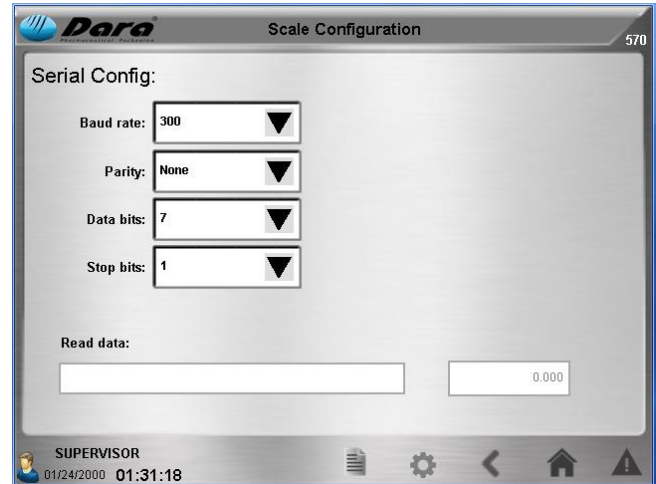 Dara
Pharmaceutical Packaging
Scale Configuration
570
Serial Config:
Baud rate: 300
Parity: None
Data bits: 7
Stop bits: 1
Read data:
0.000
SUPERVISOR
01/24/2000 01:31:18